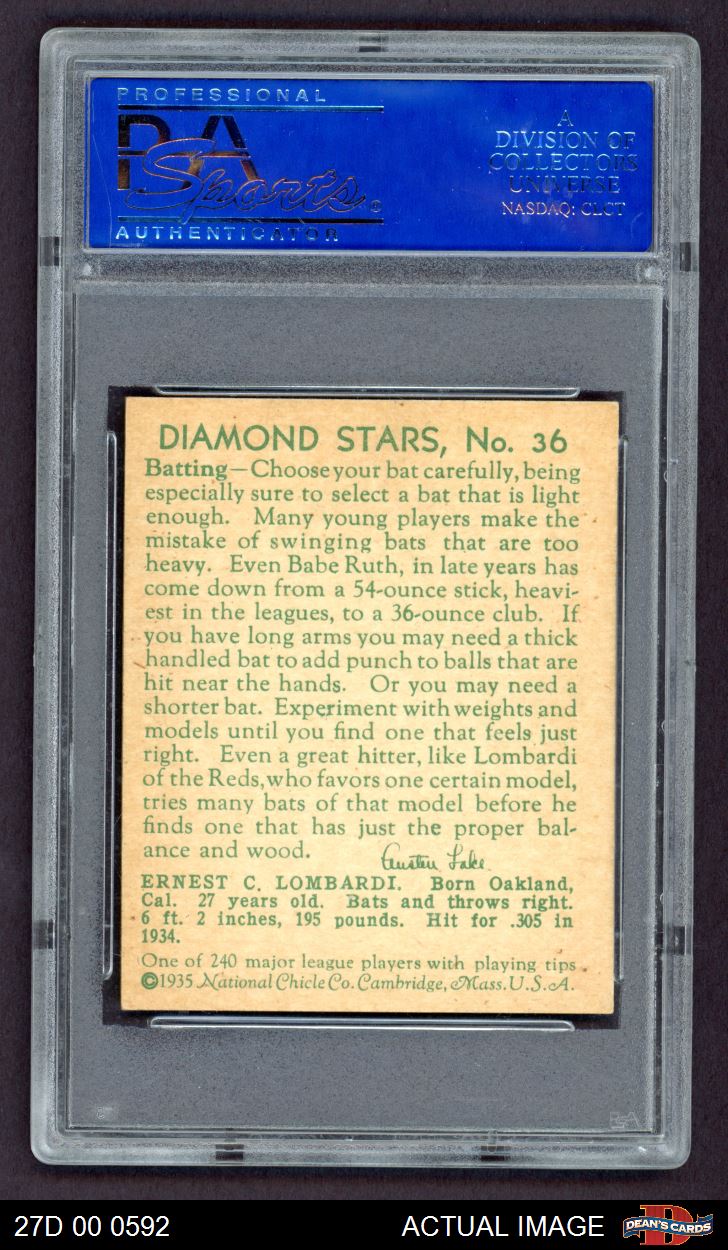 PROFESSIONAL
PSA
Sports
AUTHENTICATOR
A
DIVISION OF
COLLECTORS
UNIVERSE
NASDAQ: CLCT
DIAMOND STARS, No. 36
Batting—Choose your bat carefully, being
especially sure to select a bat that is light
enough. Many young players make the
mistake of swinging bats that are too
heavy. Even Babe Ruth, in late years has
come down from a 54-ounce stick, heavi-
est in the leagues, to a 36-ounce club. If
you have long arms you may need a thick
handled bat to add punch to balls that are
hit near the hands. Or you may need a
shorter bat. Experiment with weights and
models until you find one that feels just
right. Even a great hitter, like Lombardi
of the Reds, who favors one certain model,
tries many bats of that model before he
finds one that has just the proper bal-
ance and wood. Austen Lake
ERNEST C. LOMBARDI. Born Oakland,
Cal. 27 years old. Bats and throws right.
6 ft. 2 inches, 195 pounds. Hit for .305 in
1934.
One of 240 major league players with playing tips
©1935 National Chicle Co. Cambridge, Mass. U.S.A.
PSA
27D 00 0592
ACTUAL IMAGE
DEAN'S CARDS